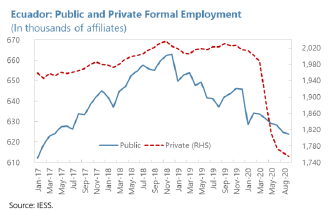 Ecuador: Public and Private Formal Employment
(In thousands of affiliates)
670
660
650
640
630
620
610
2,020
1,980
1,940
1,900
1,860
1,820
1,780
1,740
Public
Private (RHS)
Jan-17
Mar-17
May-17
Jul-17
Sep-17
Nov-17
Jan-18
Mar-18
May-18
Jul-18
Sep-18
Nov-18
Jan-19
Mar-19
May-19
Jul-19
Sep-19
Nov-19
Jan-20
Mar-20
May-20
Aug-20
Source: IESS.